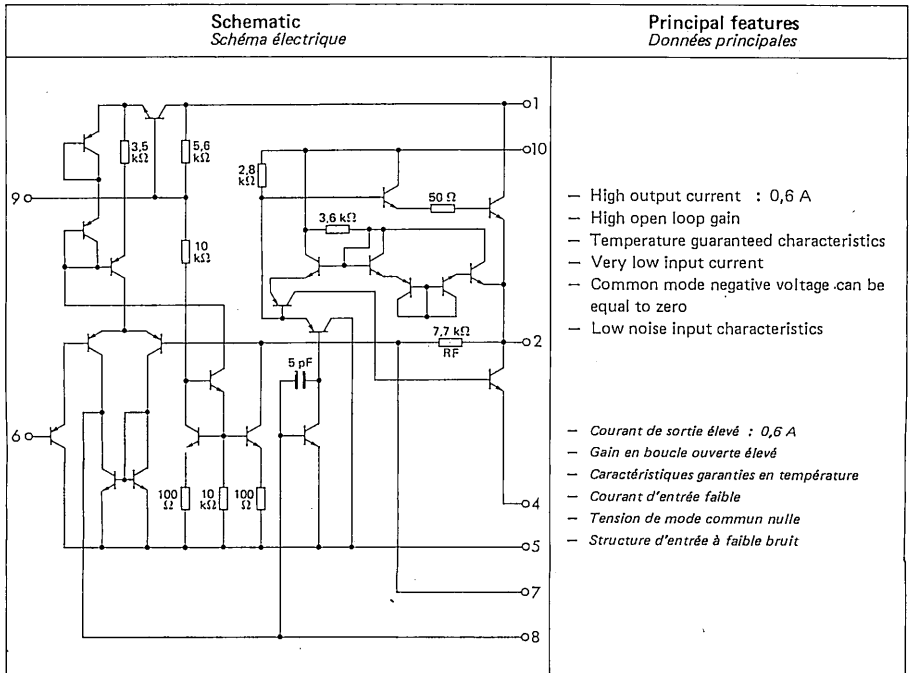 Schematic
Schéma électrique
Principal features
Données principales
1
3,5
kΩ
5,6
kΩ
10
2,8
kΩ
9
50 Ω
3,6 kΩ
10
kΩ
7,7 kΩ
RF
2
5 pF
6
100
Ω
10
kΩ
100
Ω
4
5
7
8
– High output current : 0,6 A
– High open loop gain
– Temperature guaranteed characteristics
– Very low input current
– Common mode negative voltage can be
equal to zero
– Low noise input characteristics
– Courant de sortie élevé : 0,6 A
– Gain en boucle ouverte élevé
– Caractéristiques garanties en température
– Courant d'entrée faible
– Tension de mode commun nulle
– Structure d'entrée à faible bruit